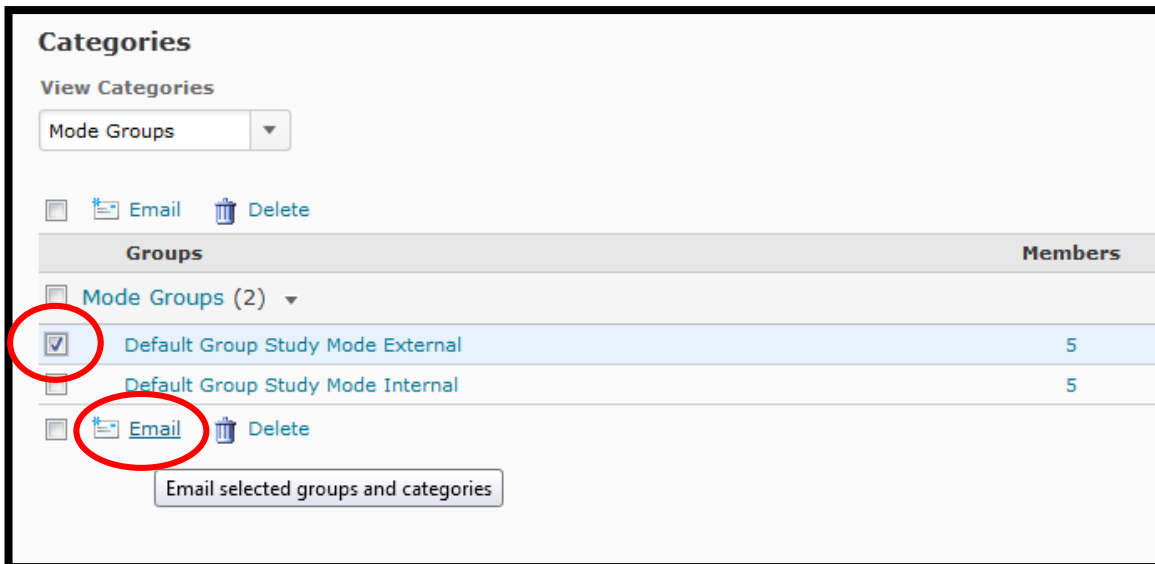 Categories
View Categories
Mode Groups
Email Delete
Groups Members
Mode Groups (2)
Default Group Study Mode External 5
Default Group Study Mode Internal 5
Email Delete
Email selected groups and categories